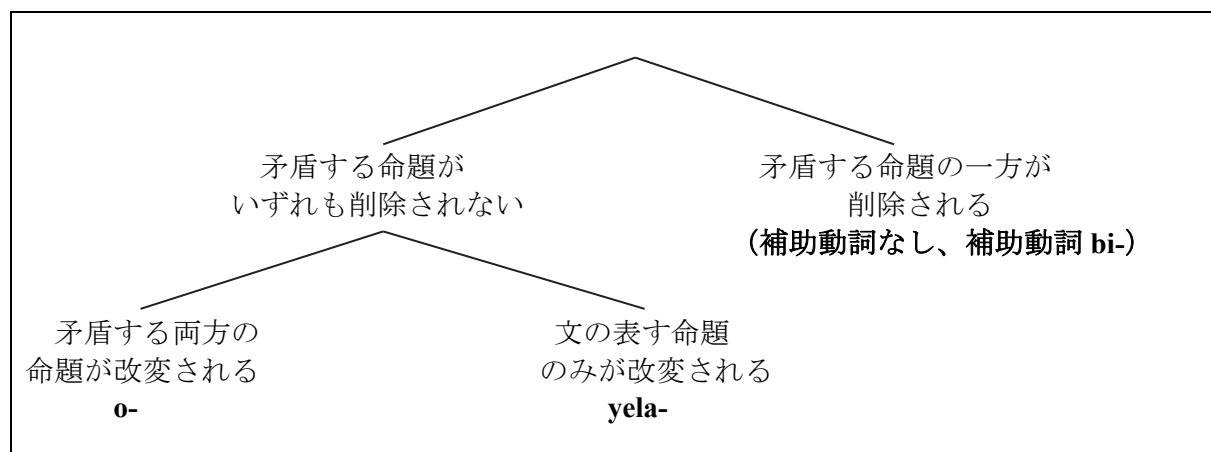 矛盾する命題が
いずれも削除されない
矛盾する命題の一方が
削除される
(補助動詞なし、補助動詞 bi-)
矛盾する両方の
命題が改変される
o-
文の表す命題
のみが改変される
yela-